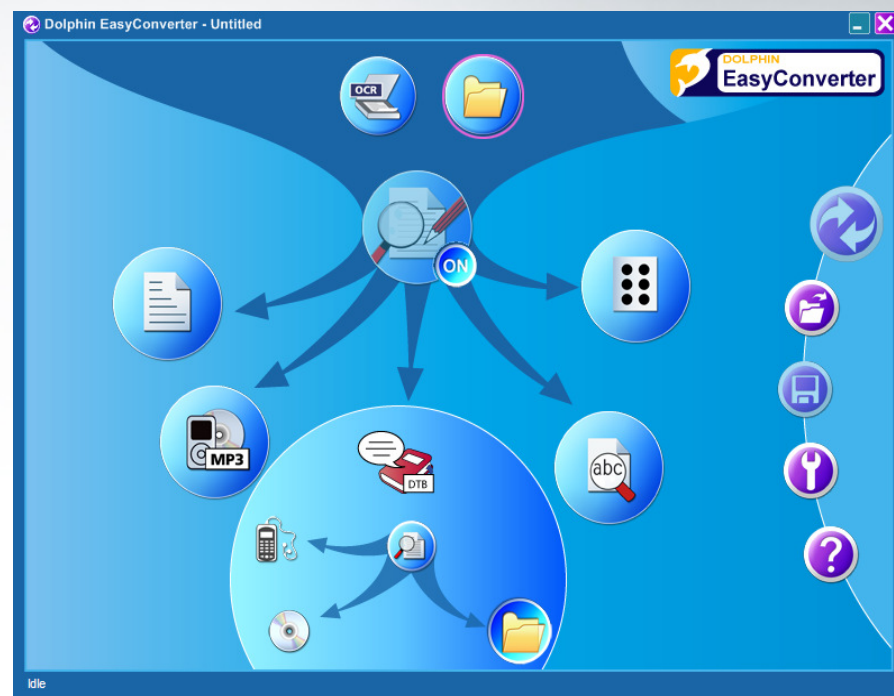 Dolphin EasyConverter - Untitled
DOLPHIN
EasyConverter
OCR
ON
MP3
abc
DTB
?
Idle